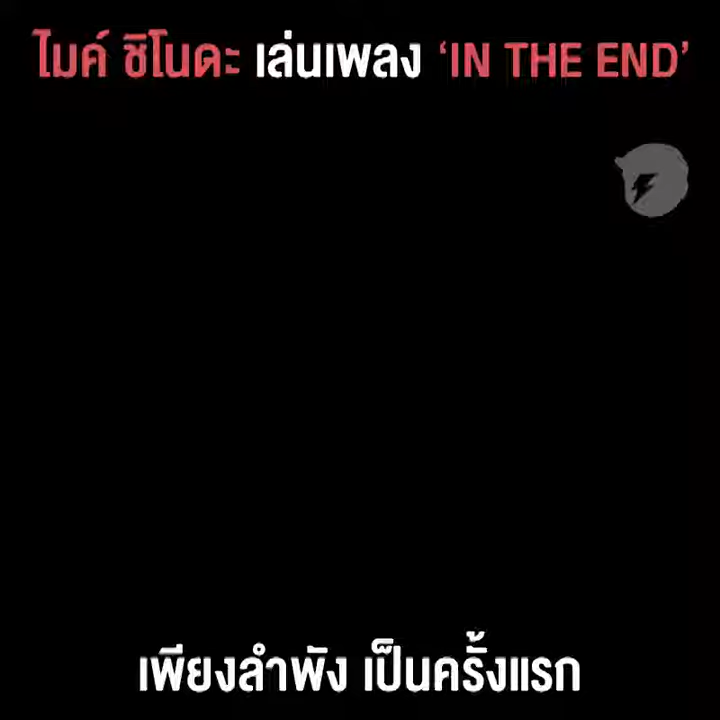 ไมค์ ชิโนดะ เล่นเพลง ‘IN THE END’
เพียงลำพัง เป็นครั้งแรก